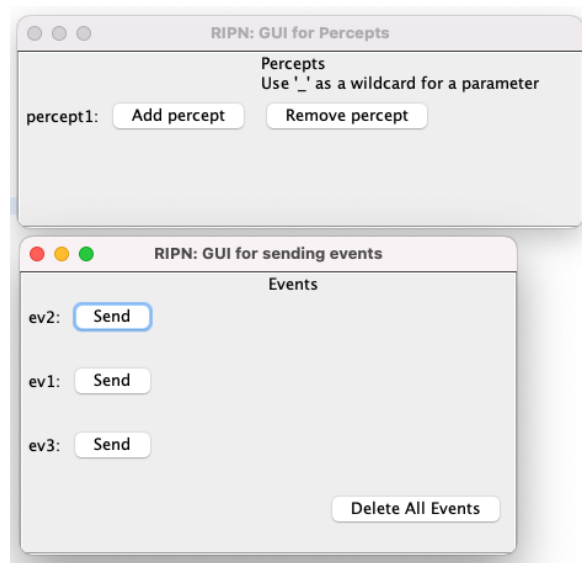 RIPN: GUI for Percepts
Percepts
Use '_' as a wildcard for a parameter
percept1: Add percept Remove percept
RIPN: GUI for sending events
Events
ev2: Send
ev1: Send
ev3: Send
Delete All Events